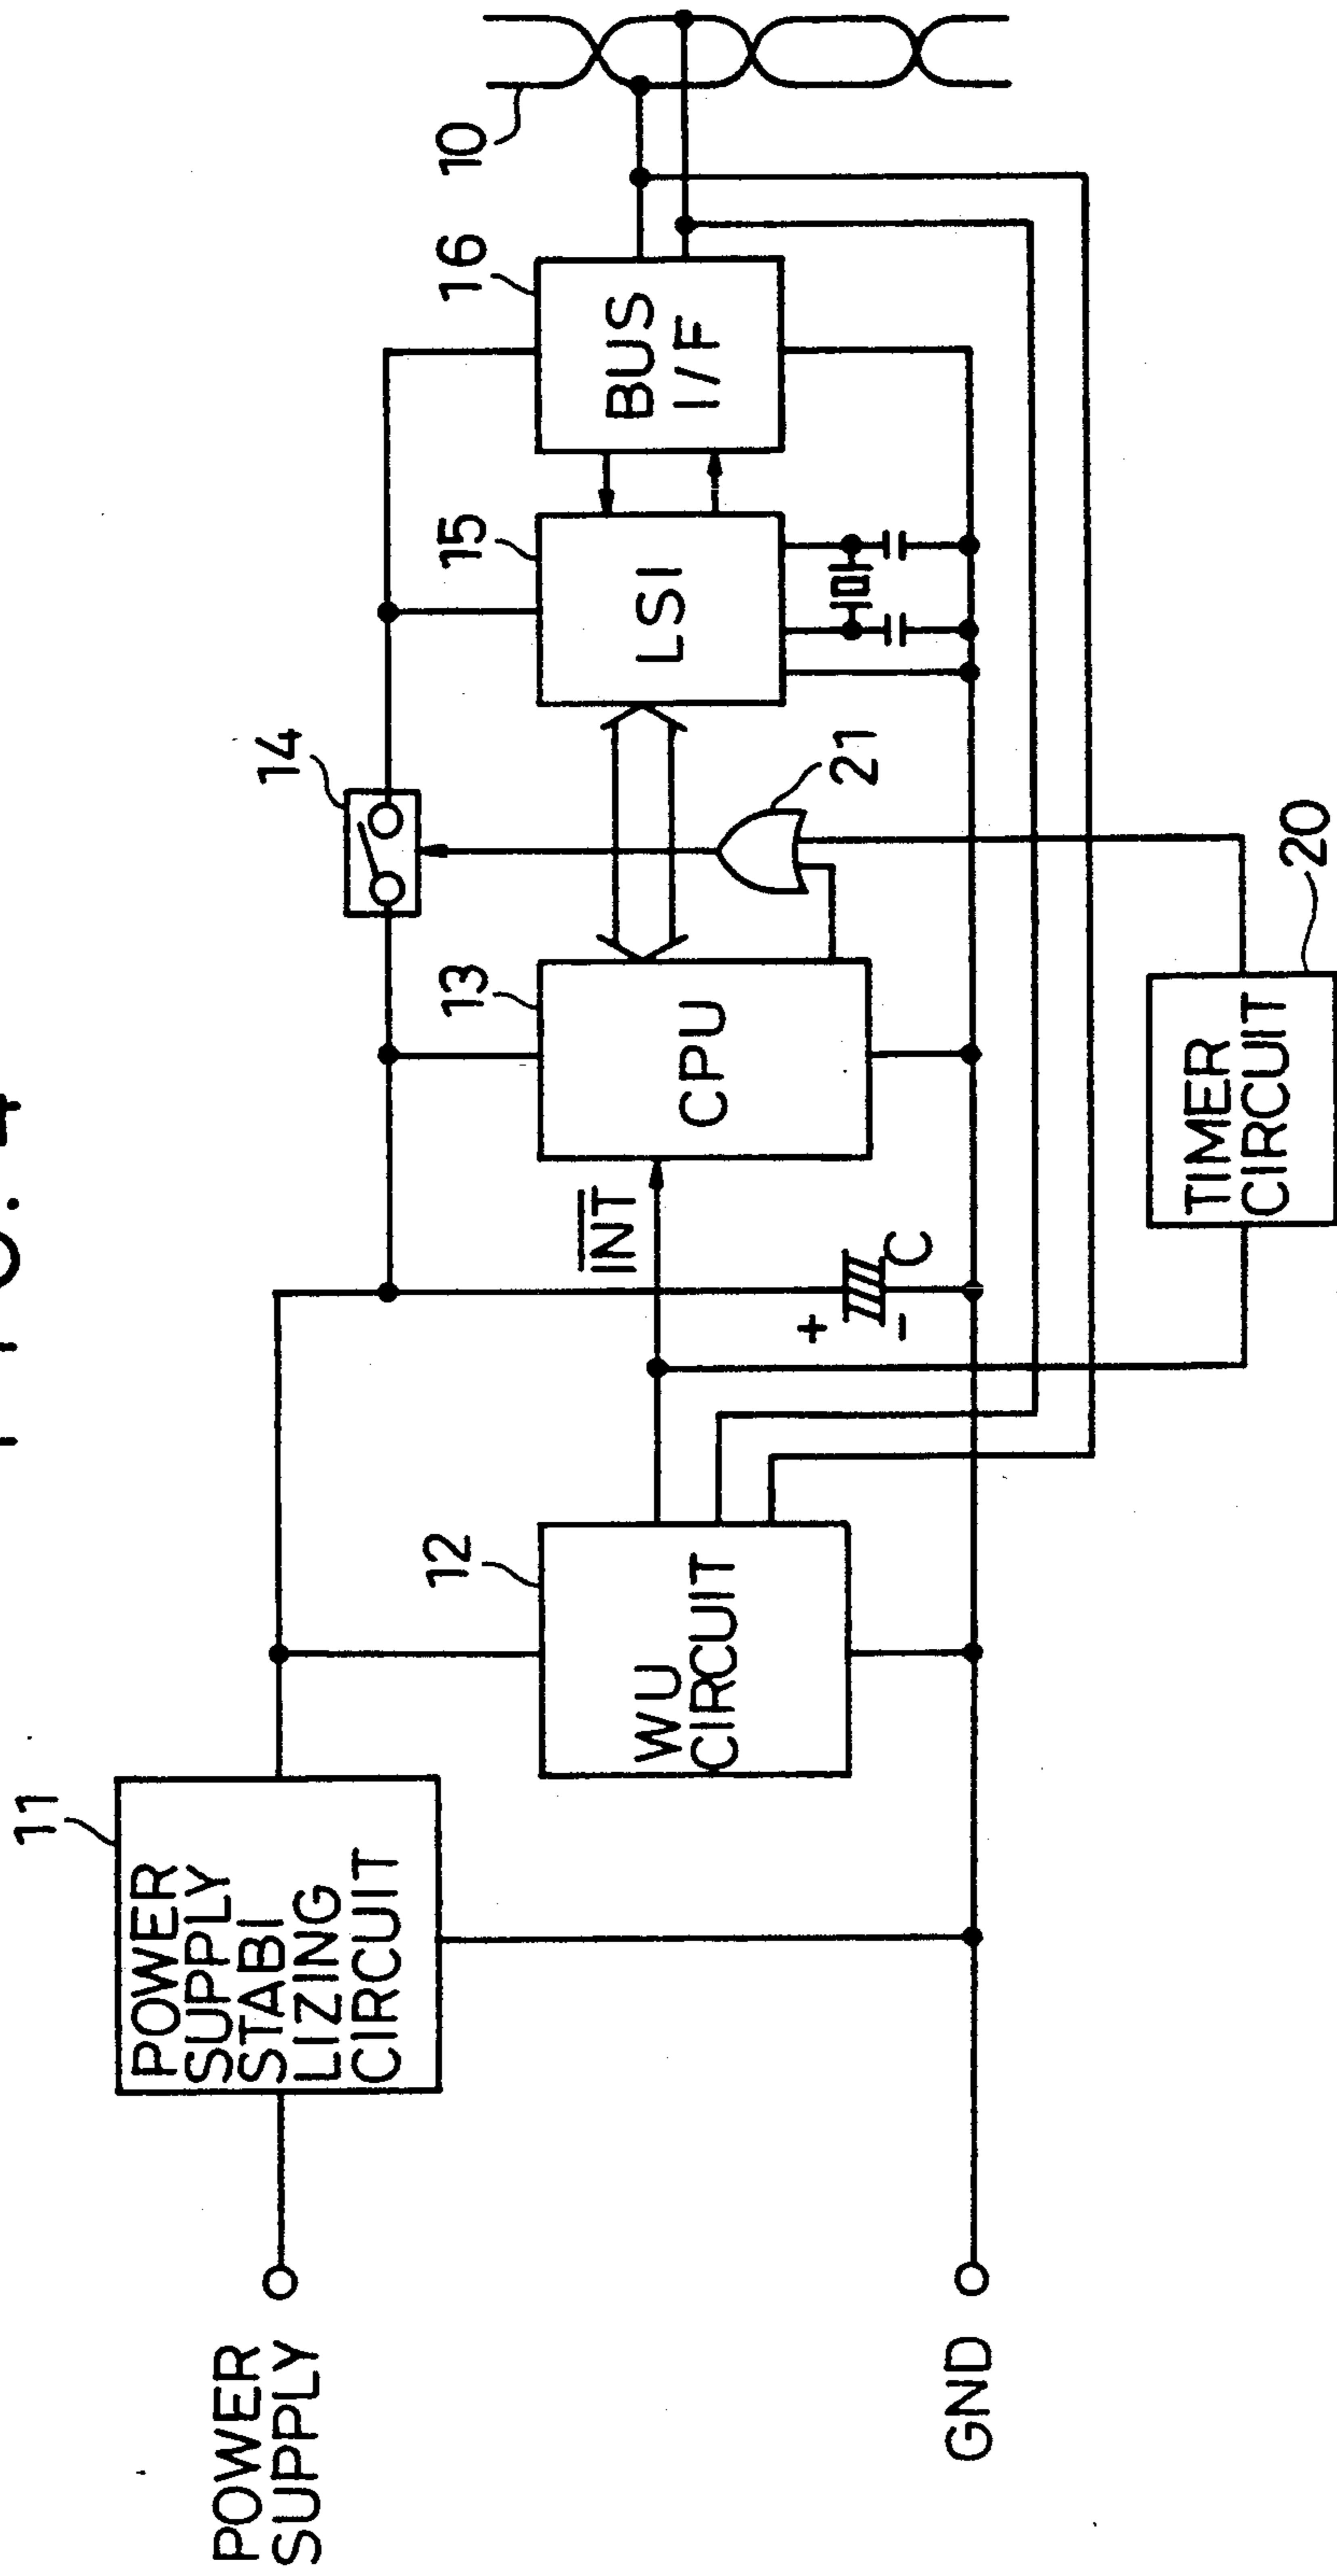 11
POWER
SUPPLY
STABI
LIZING
CIRCUIT
POWER
SUPPLY
GND
12
WU
CIRCUIT
INT
+
-
C
13
CPU
14
21
TIMER
CIRCUIT
20
15
LSI
16
BUS
I/F
10